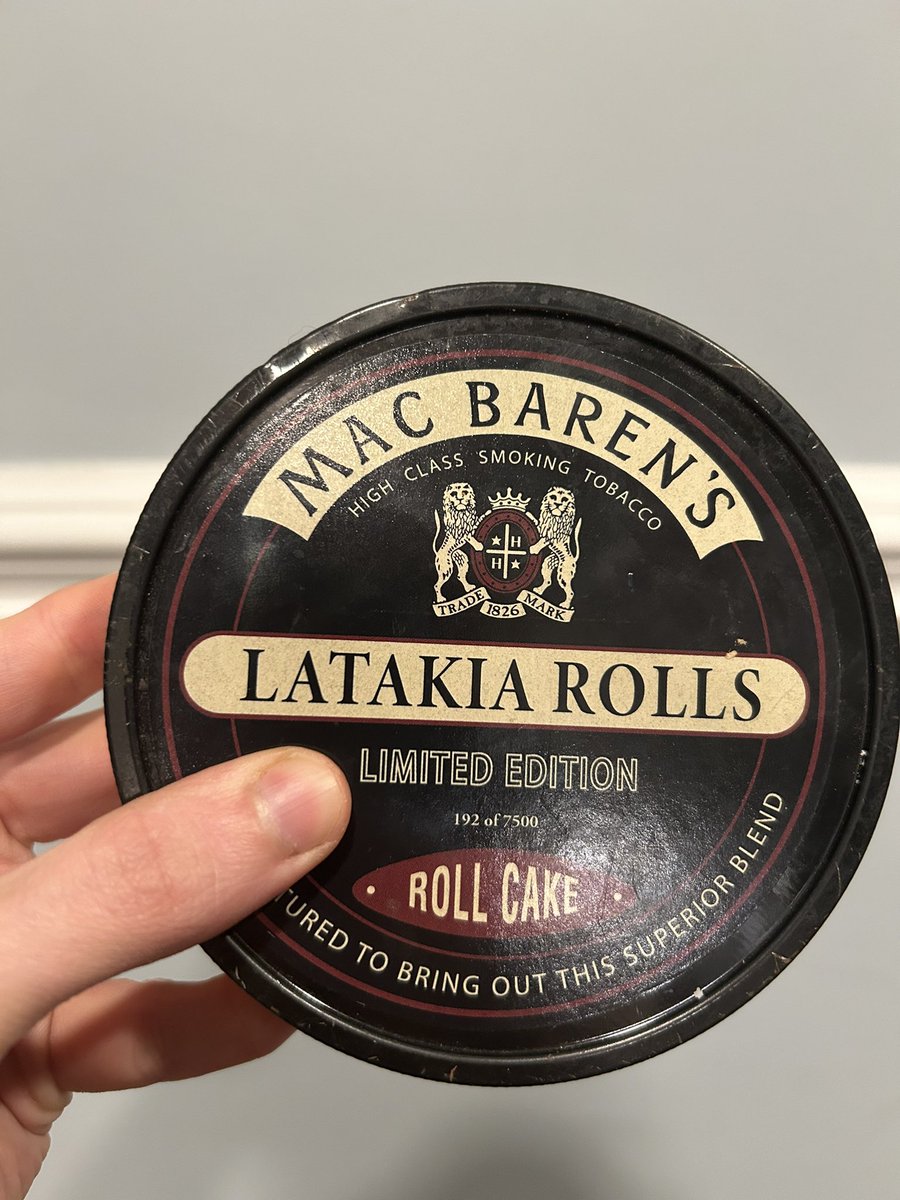 MAC BAREN'S
HIGH CLASS SMOKING TOBACCO
H
H
TRADE 1826 MARK
LATAKIA ROLLS
LIMITED EDITION
192 of 7500
• ROLL CAKE •
TO BRING OUT THIS SUPERIOR BLEND